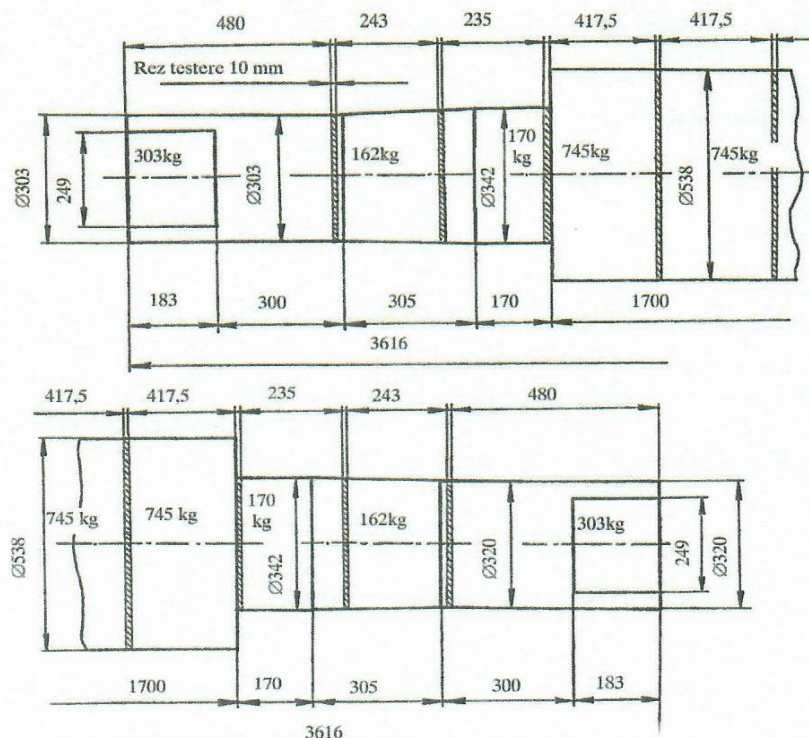 480 243 235 417,5 417,5
Rez testere 10 mm
303kg 162kg 170 kg 745kg 745kg
Ø303 249 Ø303 Ø342 Ø538
183 300 305 170 1700
3616
417,5 417,5 235 243 480
745 kg 745 kg 170 kg 162kg 303kg
Ø538 Ø342 Ø320 249 Ø320
1700 170 305 300 183
3616